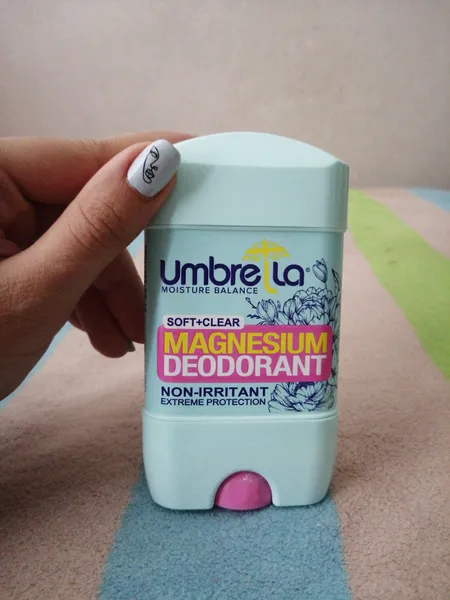 Umbrella®
MOISTURE BALANCE
SOFT+CLEAR
MAGNESIUM
DEODORANT
NON-IRRITANT
EXTREME PROTECTION